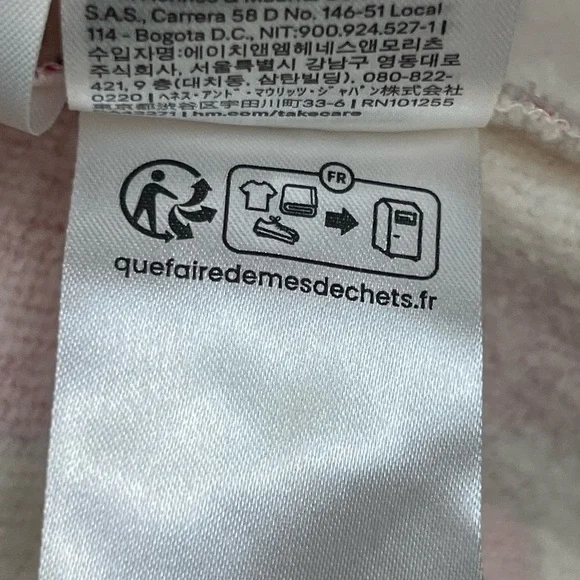 S.A.S., Carrera 58 D No. 146-51 Local
114 - Bogota D.C., NIT:900.924.527-1 |
수입자명:에이치앤엠헤네스앤모리츠
주식회사, 서울특별시 강남구 영동대로
421, 9 층(대치동, 삼탄빌딩). 080-822-
0220 | ヘネス・アンド・マウリッツ・ジャパン株式会社
東京都渋谷区宇田川町33-6 | RN101255
| hm.com/takecare
FR
quefairedemesdechets.fr